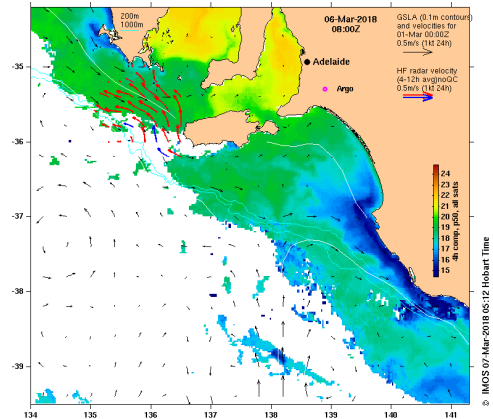 200m
1000m
06-Mar-2018
08:00Z
GSLA (0.1m contours)
and velocities for
01-Mar 00:00Z
0.5m/s (1kt 24h)
HF radar velocity
(4-12h avg)noQC
0.5m/s (1kt 24h)
Adelaide
Argo
-35
-36
-37
-38
-39
24
23
22
21
20
19
18
17
16
15
4h comp, p50, all sats
134
135
136
137
138
139
140
141
© IMOS 07-Mar-2018 05:12 Hobart Time